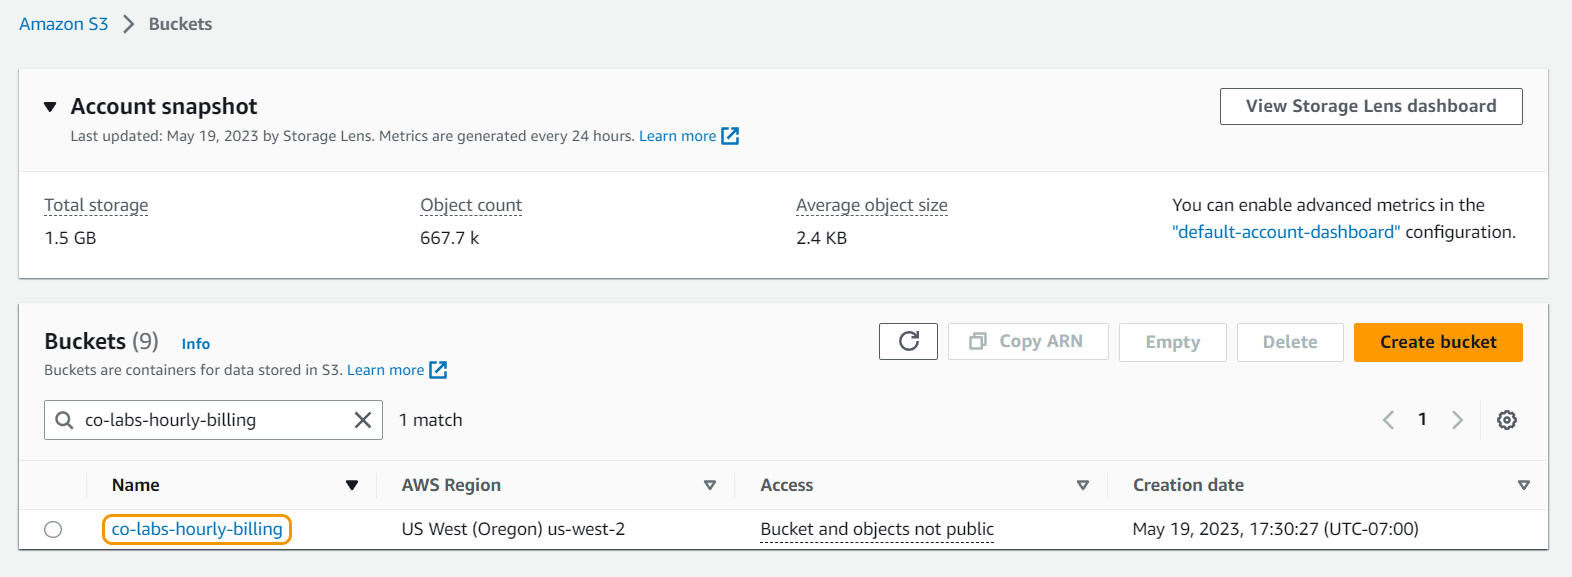 Amazon S3 > Buckets
Account snapshot
View Storage Lens dashboard
Last updated: May 19, 2023 by Storage Lens. Metrics are generated every 24 hours. Learn more
Total storage
Object count
Average object size
You can enable advanced metrics in the
"default-account-dashboard" configuration.
1.5 GB
667.7 k
2.4 KB
Buckets (9) Info
Copy ARN
Empty
Delete
Create bucket
Buckets are containers for data stored in S3. Learn more
co-labs-hourly-billing
1 match
1
Name AWS Region Access Creation date
co-labs-hourly-billing US West (Oregon) us-west-2 Bucket and objects not public May 19, 2023, 17:30:27 (UTC-07:00)